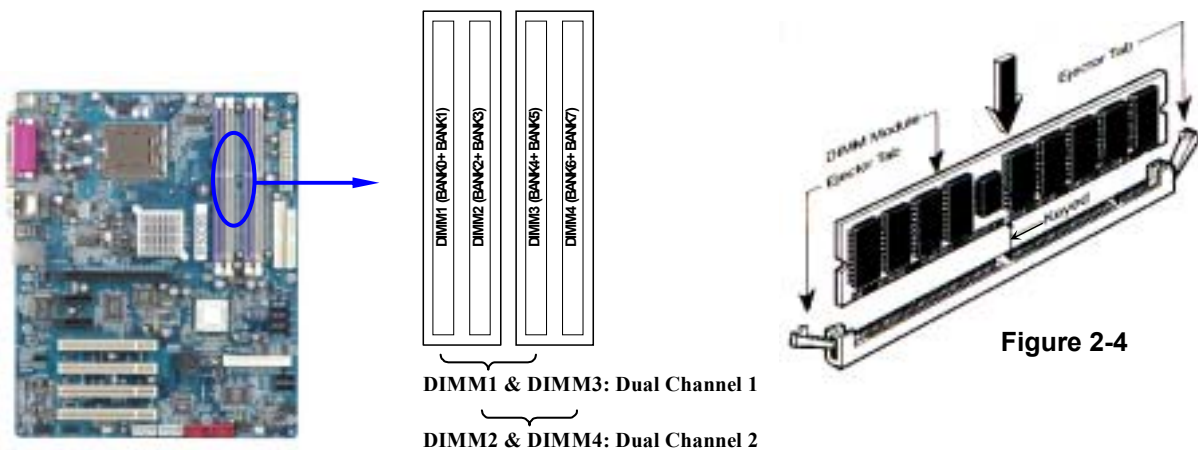 DIMM1 (BANK0+ BANK1)
DIMM2 (BANK2+ BANK3)
DIMM3 (BANK4+ BANK5)
DIMM4 (BANK6+ BANK7)
DIMM1 & DIMM3: Dual Channel 1
DIMM2 & DIMM4: Dual Channel 2
Ejector Tab
DIMM Module
Ejector Tab
Keyed
Figure 2-4